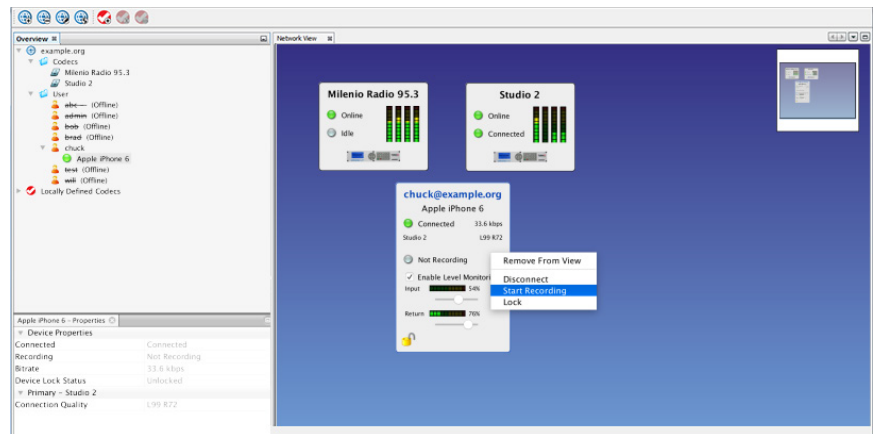 Overview
example.org
Codecs
Milenio Radio 95.3
Studio 2
User
abc (Offline)
admin (Offline)
bob (Offline)
brad (Offline)
chuck
Apple iPhone 6
test (Offline)
will (Offline)
Locally Defined Codecs
Apple iPhone 6 - Properties
Device Properties
Connected Connected
Recording Not Recording
Bitrate 33.6 kbps
Device Lock Status Unlocked
Primary - Studio 2
Connection Quality L99 R72
Network View
Milenio Radio 95.3
Online
Idle
Studio 2
Online
Connected
chuck@example.org
Apple iPhone 6
Connected 33.6 kbps
Studio 2 L99 R72
Not Recording
Enable Level Monitori
Input 54%
Return 76%
Remove From View
Disconnect
Start Recording
Lock